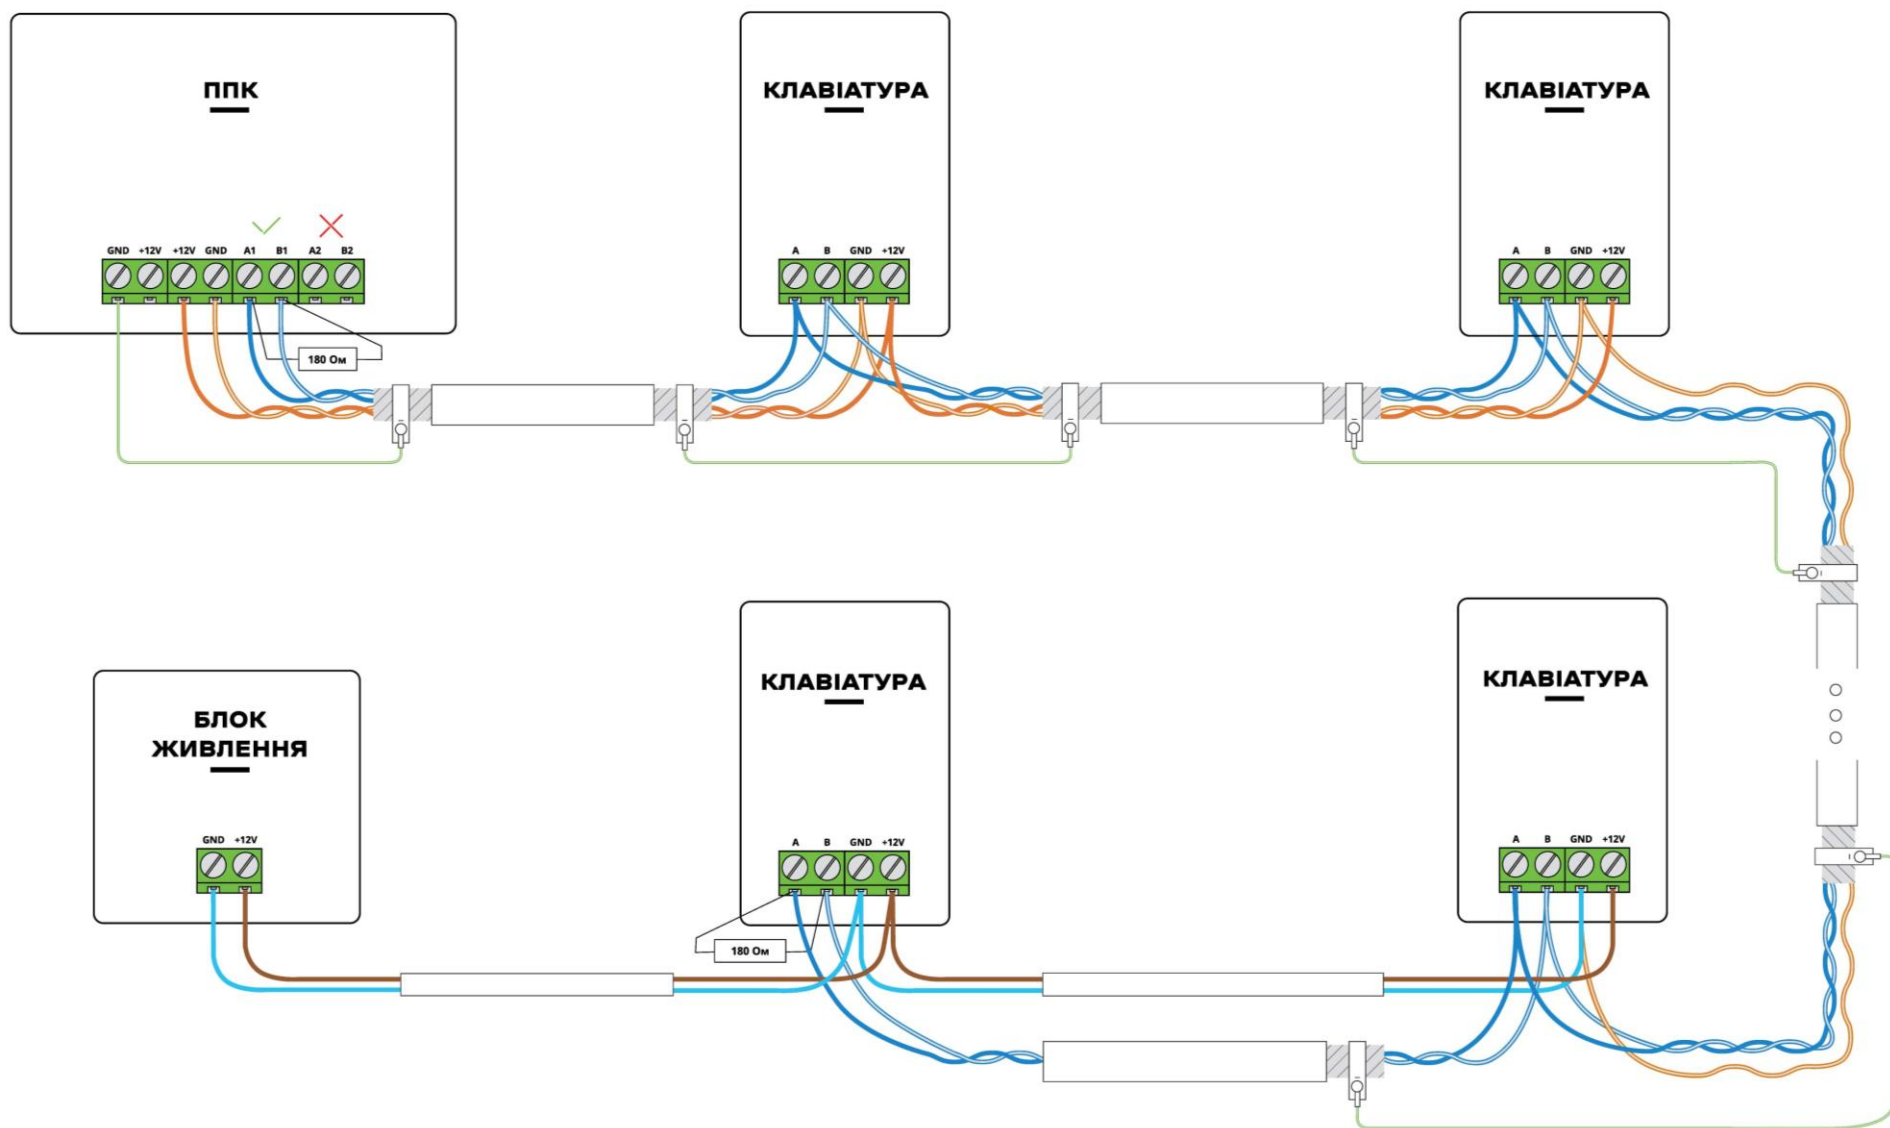 ППК
GND +12V +12V GND A1 B1 A2 B2
180 Ом
КЛАВІАТУРА
A B GND +12V
КЛАВІАТУРА
A B GND +12V
БЛОК
ЖИВЛЕННЯ
GND +12V
КЛАВІАТУРА
A B GND +12V
180 Ом
КЛАВІАТУРА
A B GND +12V